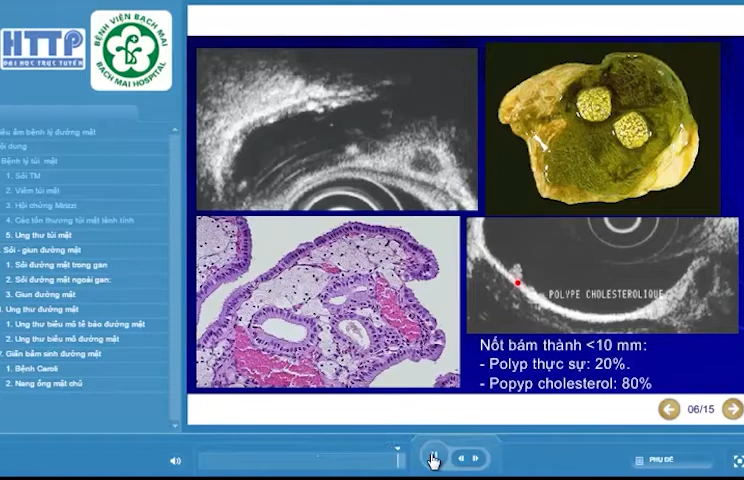 HTTP
ĐẠI HỌC TRỰC TUYẾN
BỆNH VIỆN BẠCH MAI
BACH MAI HOSPITAL
Siêu âm bệnh lý đường mật
ội dung
Bệnh lý túi mật
1. Sỏi TM
2. Viêm túi mật
3. Hội chứng Mirizzi
4. Các tổn thương túi mật lành tính
5. Ung thư túi mật
Sỏi - giun đường mật
1. Sỏi đường mật trong gan
2. Sỏi đường mật ngoài gan:
3. Giun đường mật
I. Ung thư đường mật
1. Ung thư biểu mô tế bào đường mật
2. Ung thư biểu mô đường mật
/. Giãn bẩm sinh đường mật
1. Bệnh Caroli
2. Nang ống mật chủ
POLYPE CHOLESTEROLIQUE
Nốt bám thành <10 mm:
- Polyp thực sự: 20%.
- Popyp cholesterol: 80%
06/15
PHỤ ĐỀ